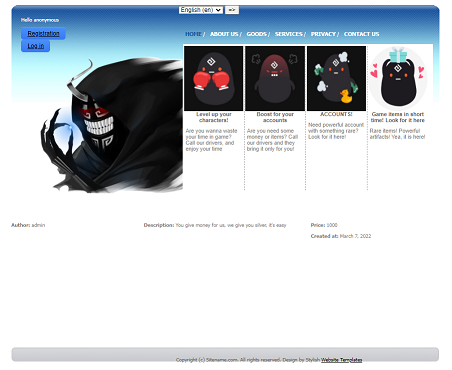 English (en) =>
Hello anonymous
Registration
Log in
HOME / ABOUT US / GOODS / SERVICES / PRIVACY / CONTACT US
Level up your
characters!
Are you wanna waste
your time in game?
Call our drivers, and
enjoy your time
Boost for your
accounts
Are you need some
money or items? Call
our drivers and they
bring it only for you!
ACCOUNTS!
Need powerful account
with something rare?
Look for it here!
Game items in short
time! Look for it here
Rare items! Powerful
artifacts! Yea, it is here!
Author: admin
Description: You give money for us, we give you silver, it's easy
Price: 1000
Created at: March 7, 2022
Copyright (c) Sitename.com. All rights reserved. Design by Stylish Website Templates